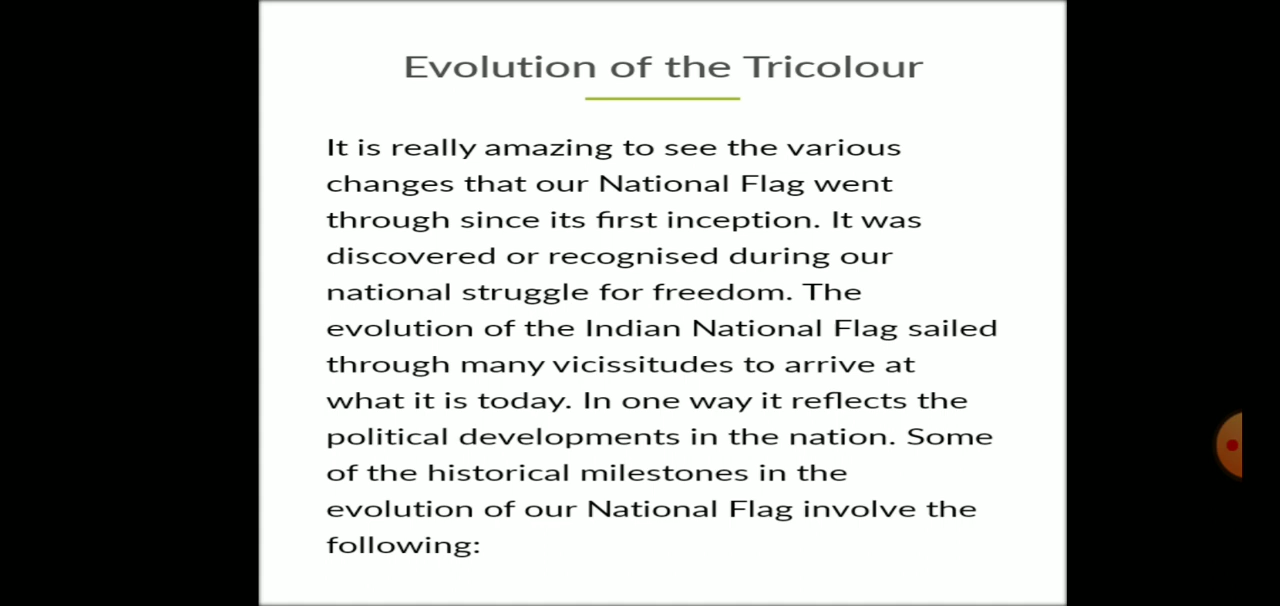 Evolution of the Tricolour
It is really amazing to see the various
changes that our National Flag went
through since its first inception. It was
discovered or recognised during our
national struggle for freedom. The
evolution of the Indian National Flag sailed
through many vicissitudes to arrive at
what it is today. In one way it reflects the
political developments in the nation. Some
of the historical milestones in the
evolution of our National Flag involve the
following: